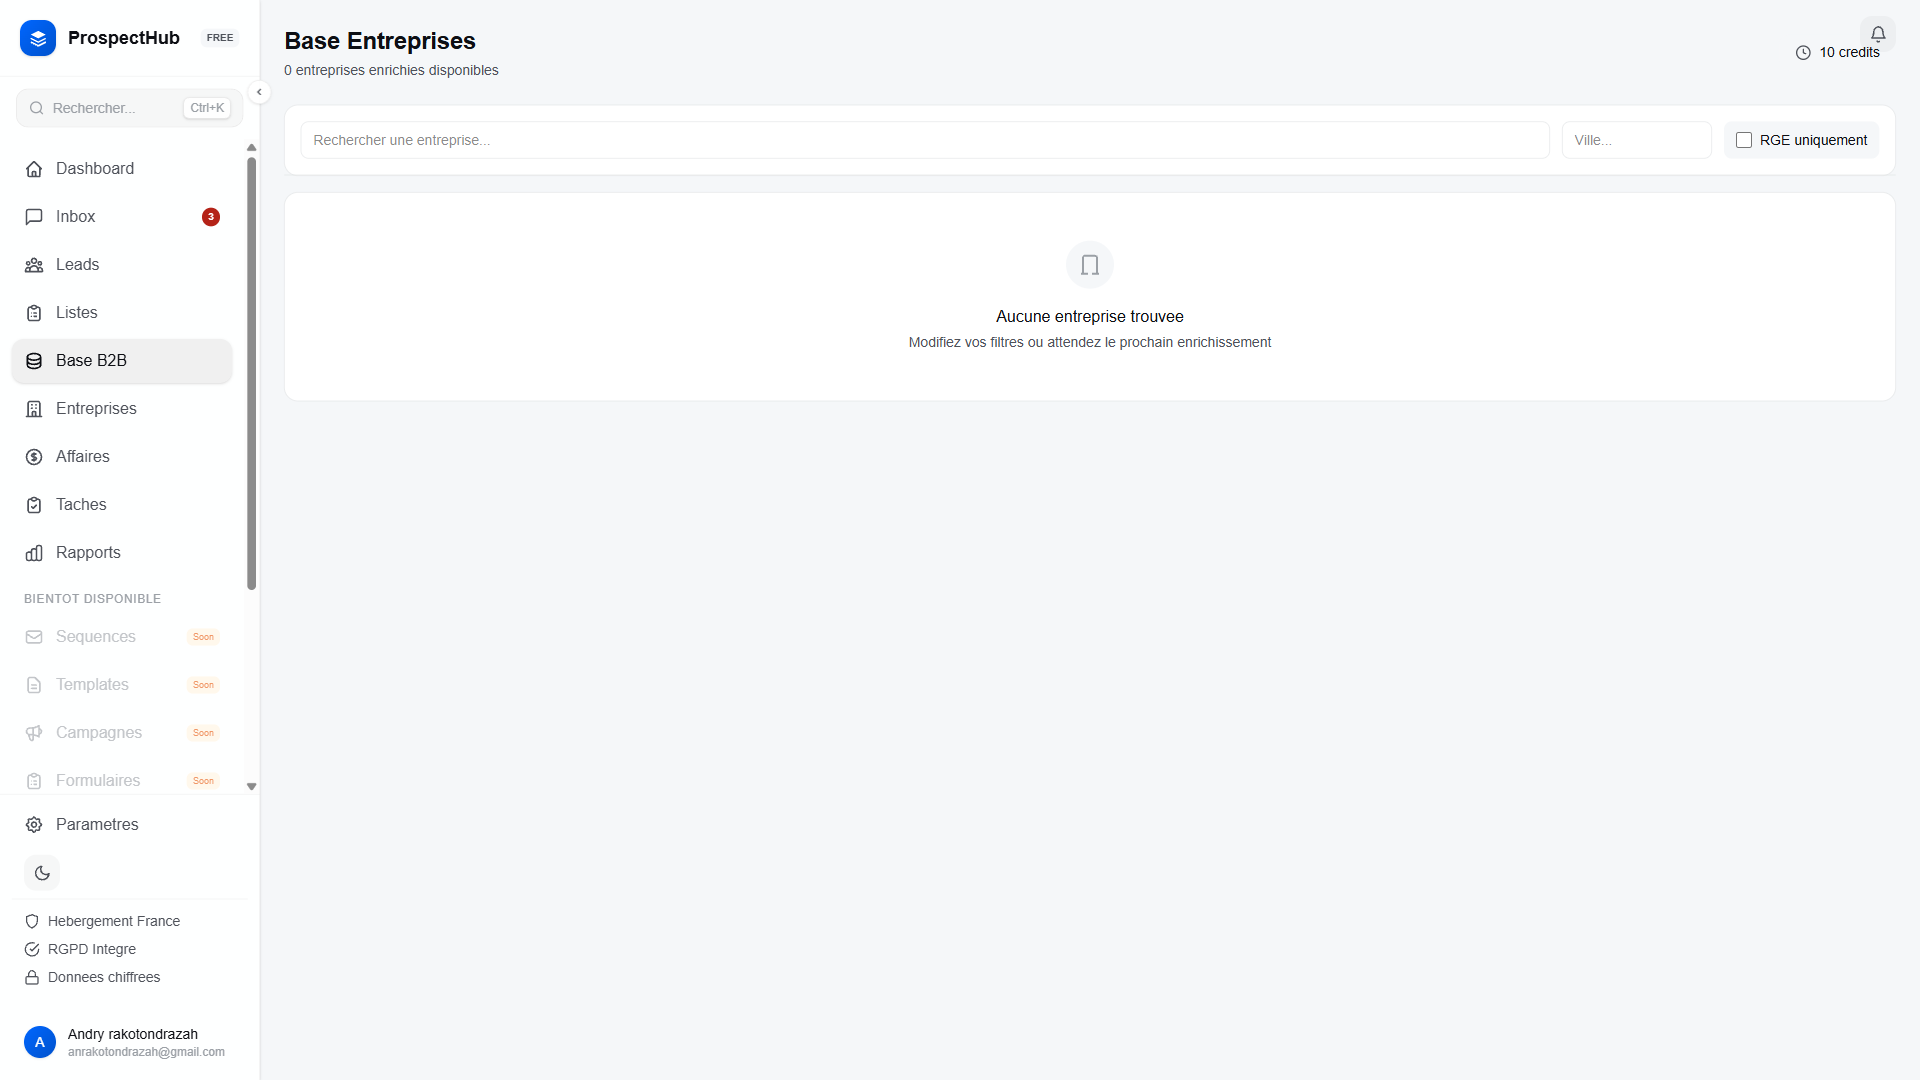 ProspectHub FREE
Rechercher... Ctrl+K
Dashboard
Inbox 3
Leads
Listes
Base B2B
Entreprises
Affaires
Taches
Rapports
BIENTOT DISPONIBLE
Sequences Soon
Templates Soon
Campagnes Soon
Formulaires Soon
Parametres
Hebergement France
RGPD Integre
Donnees chiffrees
A Andry rakotondrazah
anrakotondrazah@gmail.com
Base Entreprises
0 entreprises enrichies disponibles
10 credits
Rechercher une entreprise... Ville... RGE uniquement
Aucune entreprise trouvee
Modifiez vos filtres ou attendez le prochain enrichissement